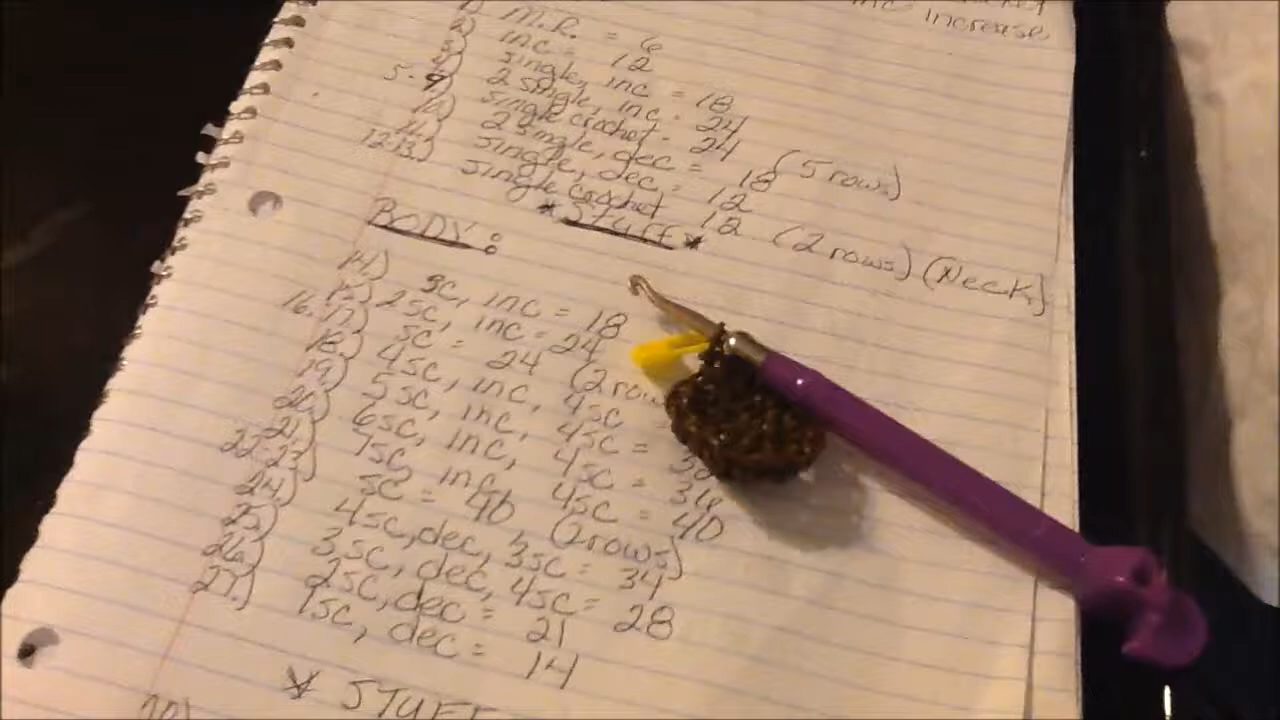 inc= increase
1) M.R. = 6
2) inc = 12
3) single, inc = 18
4) 2 single, inc = 24
5-9) single crochet - 24 (5 rows)
10) 2 single, dec = 18
11.) single, dec = 12
12-13.) single crochet 12 (2 rows) (Neck)
*STUFF*
BODY:
14.) sc, inc = 18
15) 2sc, inc = 24
16-17) sc = 24 (2 row
18) 4sc, inc, 4sc
19) 5sc, inc, 4sc =
20) 6sc, inc, 4sc = 36
21) 7sc, inc, 4sc = 40
22-23) sc = 40 (2 rows)
24) 4sc, dec, 3sc = 34
25) 3sc, dec, 4sc = 28
26) 2sc, dec = 21
27.) 1sc, dec = 14
* STUFF